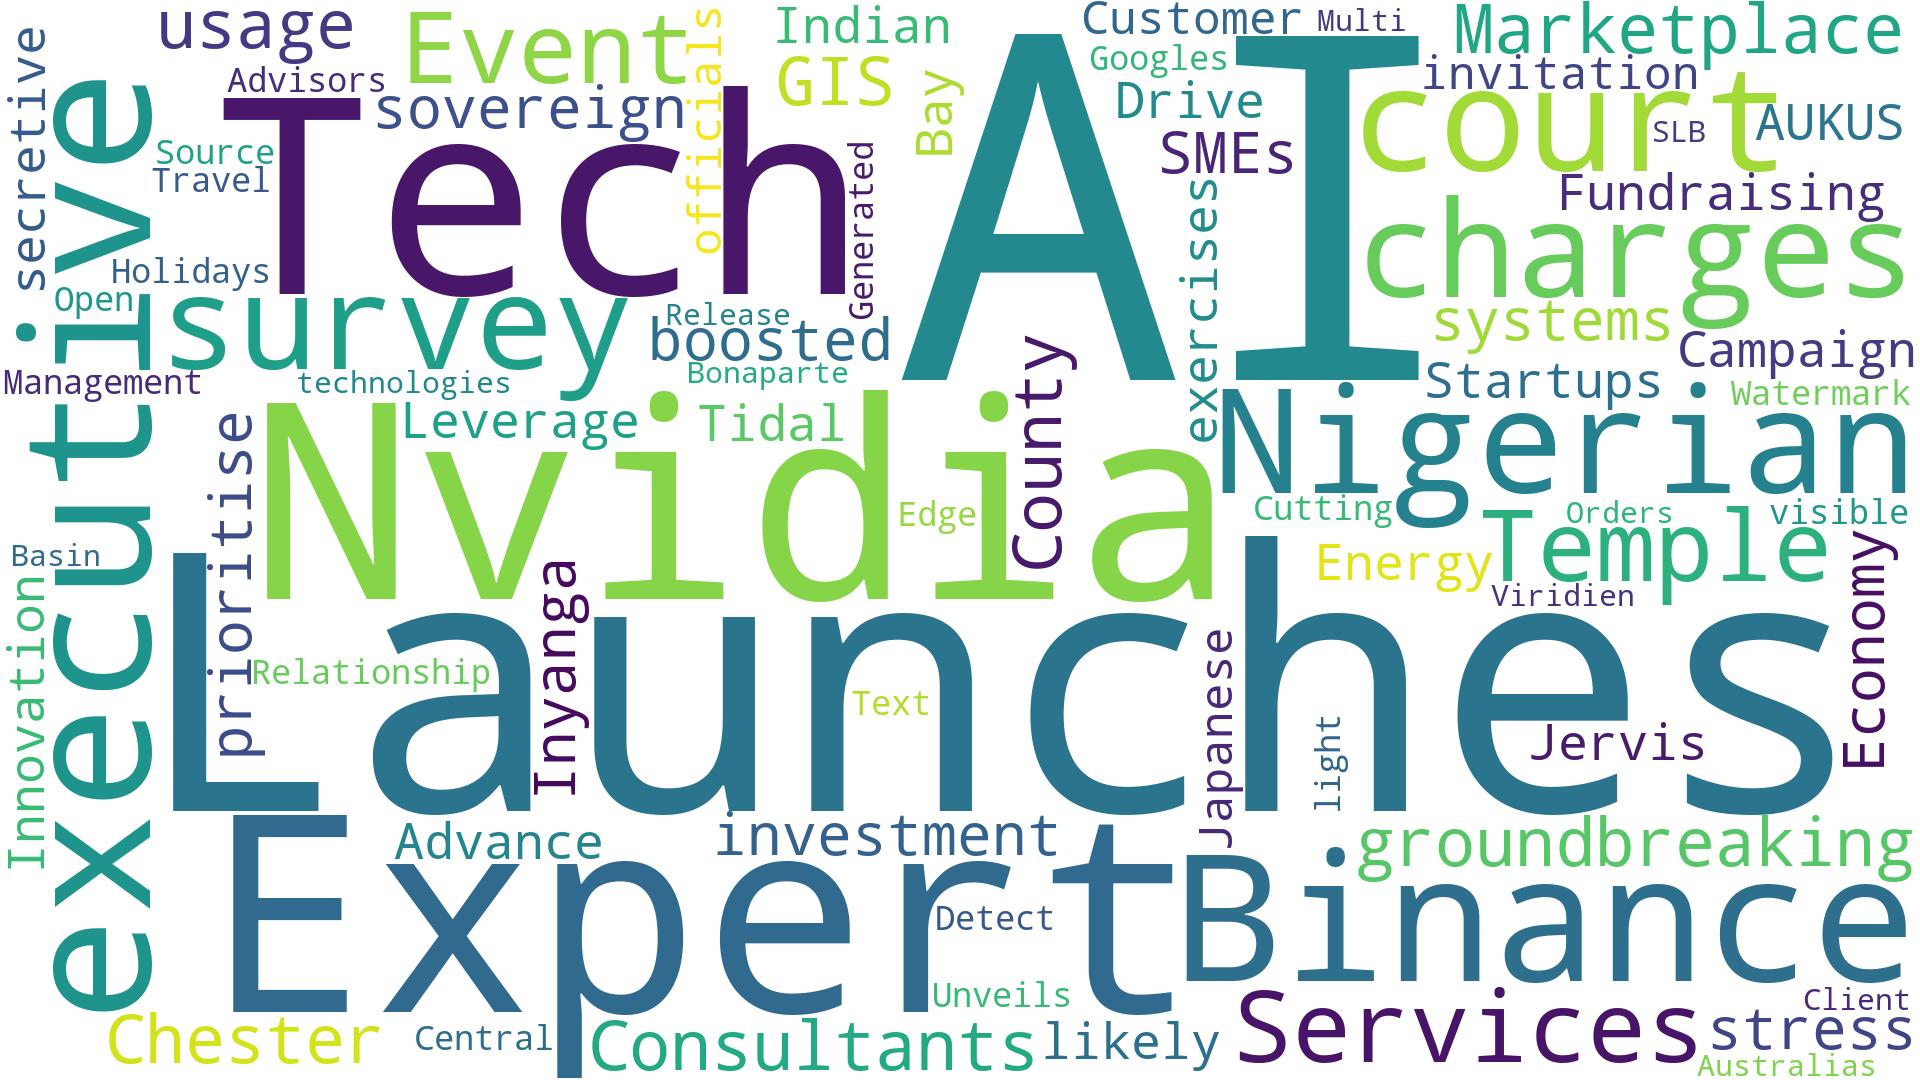 usage
Event
officials
Indian
Customer
Multi
Marketplace
secretive
Advisors
sovereign
GIS
Bay
Googles
Drive
invitation
court
SLB
AUKUS
executive
Source
Travel
Tech
Generated
AI
SMEs
exercises
Fundraising
charges
Holidays
Open
survey
Release
boosted
systems
Campaign
Management
technologies
Bonaparte
County
Startups
Watermark
prioritise
Leverage
Tidal
Nvidia
Edge
Nigerian
Cutting
Orders
visible
Basin
Energy
Temple
Viridien
Economy
Innovation
Inyanga
Relationship
Launches
Text
Japanese
light
Jervis
Advance
investment
groundbreaking
Expert
Detect
Binance
Unveils
Chester
Central
Consultants
likely
Services
Client
stress
Australias